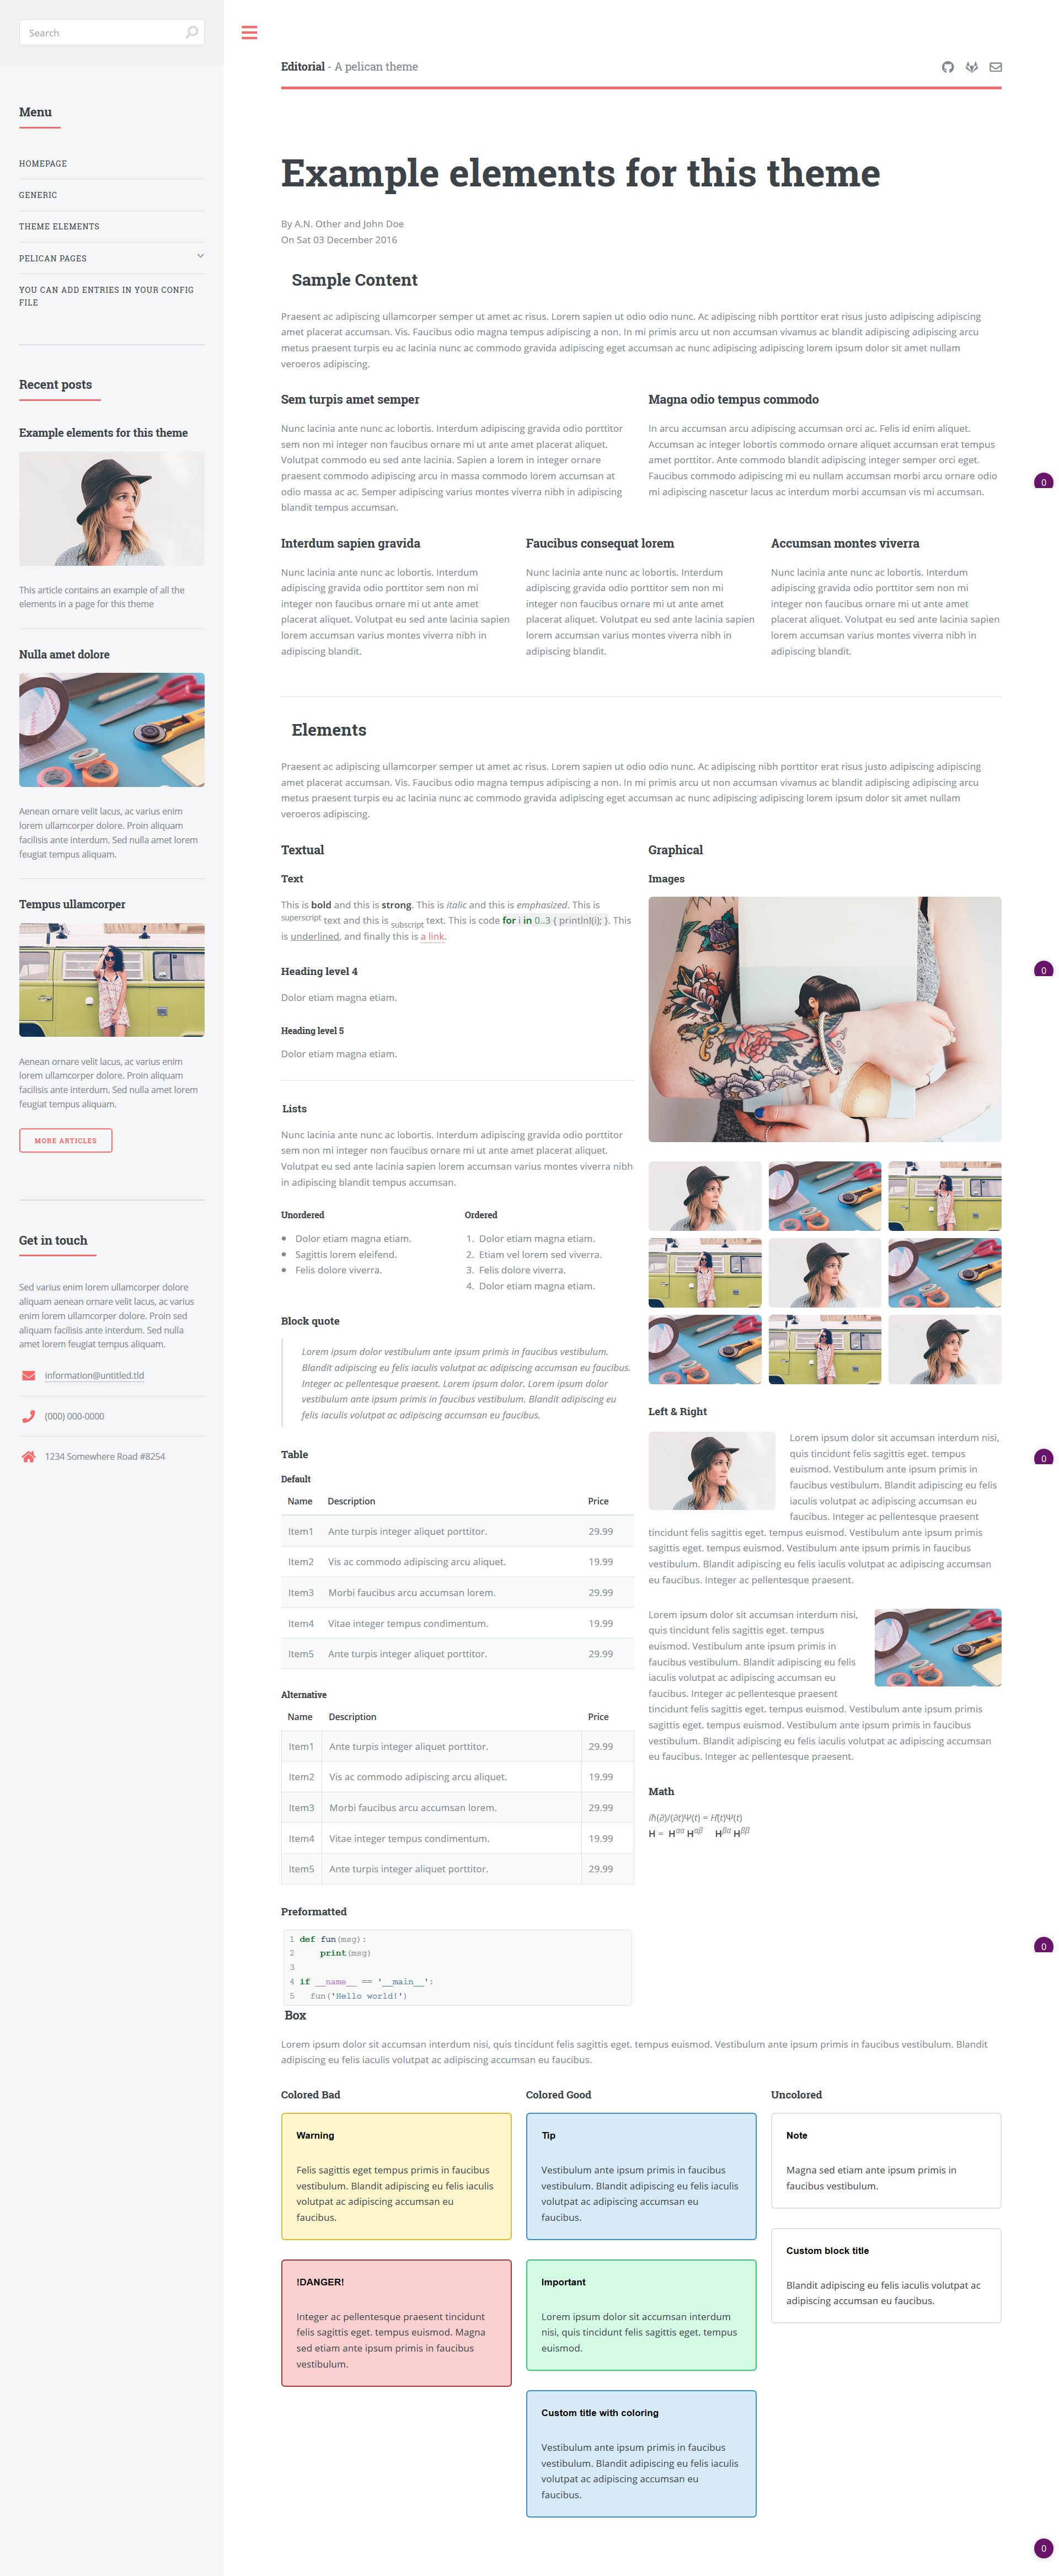 Search
Menu
HOMEPAGE
GENERIC
THEME ELEMENTS
PELICAN PAGES
YOU CAN ADD ENTRIES IN YOUR CONFIG
FILE
Recent posts
Example elements for this theme
This article contains an example of all the
elements in a page for this theme
Nulla amet dolore
Aenean ornare velit lacus, ac varius enim
lorem ullamcorper dolore. Proin aliquam
facilisis ante interdum. Sed nulla amet lorem
feugiat tempus aliquam.
Tempus ullamcorper
Aenean ornare velit lacus, ac varius enim
lorem ullamcorper dolore. Proin aliquam
facilisis ante interdum. Sed nulla amet lorem
feugiat tempus aliquam.
MORE ARTICLES
Get in touch
Sed varius enim lorem ullamcorper dolore
aliquam aenean ornare velit lacus, ac varius
enim lorem ullamcorper dolore. Proin sed
aliquam facilisis ante interdum. Sed nulla
amet lorem feugiat tempus aliquam.
information@untitled.tld
(000) 000-0000
1234 Somewhere Road #8254
Editorial - A pelican theme
Example elements for this theme
By A.N. Other and John Doe
On Sat 03 December 2016
Sample Content
Praesent ac adipiscing ullamcorper semper ut amet ac risus. Lorem sapien ut odio odio nunc. Ac adipiscing nibh porttitor erat risus justo adipiscing adipiscing
amet placerat accumsan. Vis. Faucibus odio magna tempus adipiscing a non. In mi primis arcu ut non accumsan vivamus ac blandit adipiscing adipiscing arcu
metus praesent turpis eu ac lacinia nunc ac commodo gravida adipiscing eget accumsan ac nunc adipiscing adipiscing lorem ipsum dolor sit amet nullam
veroeros adipiscing.
Sem turpis amet semper
Nunc lacinia ante nunc ac lobortis. Interdum adipiscing gravida odio porttitor
sem non mi integer non faucibus ornare mi ut ante amet placerat aliquet.
Volutpat commodo eu sed ante lacinia. Sapien a lorem in integer ornare
praesent commodo adipiscing arcu in massa commodo lorem accumsan at
odio massa ac ac. Semper adipiscing varius montes viverra nibh in adipiscing
blandit tempus accumsan.
Magna odio tempus commodo
In arcu accumsan arcu adipiscing accumsan orci ac. Felis id enim aliquet.
Accumsan ac integer lobortis commodo ornare aliquet accumsan erat tempus
amet porttitor. Ante commodo blandit adipiscing integer semper orci eget.
Faucibus commodo adipiscing mi eu nullam accumsan morbi arcu ornare odio
mi adipiscing nascetur lacus ac interdum morbi accumsan vis mi accumsan.
0
Interdum sapien gravida
Nunc lacinia ante nunc ac lobortis. Interdum
adipiscing gravida odio porttitor sem non mi
integer non faucibus ornare mi ut ante amet
placerat aliquet. Volutpat eu sed ante lacinia sapien
lorem accumsan varius montes viverra nibh in
adipiscing blandit.
Faucibus consequat lorem
Nunc lacinia ante nunc ac lobortis. Interdum
adipiscing gravida odio porttitor sem non mi
integer non faucibus ornare mi ut ante amet
placerat aliquet. Volutpat eu sed ante lacinia sapien
lorem accumsan varius montes viverra nibh in
adipiscing blandit.
Accumsan montes viverra
Nunc lacinia ante nunc ac lobortis. Interdum
adipiscing gravida odio porttitor sem non mi
integer non faucibus ornare mi ut ante amet
placerat aliquet. Volutpat eu sed ante lacinia sapien
lorem accumsan varius montes viverra nibh in
adipiscing blandit.
Elements
Praesent ac adipiscing ullamcorper semper ut amet ac risus. Lorem sapien ut odio odio nunc. Ac adipiscing nibh porttitor erat risus justo adipiscing adipiscing
amet placerat accumsan. Vis. Faucibus odio magna tempus adipiscing a non. In mi primis arcu ut non accumsan vivamus ac blandit adipiscing adipiscing arcu
metus praesent turpis eu ac lacinia nunc ac commodo gravida adipiscing eget accumsan ac nunc adipiscing adipiscing lorem ipsum dolor sit amet nullam
veroeros adipiscing.
Textual
Text
This is bold and this is strong. This is italic and this is emphasized. This is
superscript text and this is subscript text. This is code for i in 0..3 { println!(i); }. This
is underlined, and finally this is a link.
Heading level 4
Dolor etiam magna etiam.
Heading level 5
Dolor etiam magna etiam.
Lists
Nunc lacinia ante nunc ac lobortis. Interdum adipiscing gravida odio porttitor
sem non mi integer non faucibus ornare mi ut ante amet placerat aliquet.
Volutpat eu sed ante lacinia sapien lorem accumsan varius montes viverra nibh
in adipiscing blandit tempus accumsan.
Unordered
• Dolor etiam magna etiam.
• Sagittis lorem eleifend.
• Felis dolore viverra.
Ordered
1. Dolor etiam magna etiam.
2. Etiam vel lorem sed viverra.
3. Felis dolore viverra.
4. Dolor etiam magna etiam.
Block quote
Lorem ipsum dolor vestibulum ante ipsum primis in faucibus vestibulum.
Blandit adipiscing eu felis iaculis volutpat ac adipiscing accumsan eu faucibus.
Integer ac pellentesque praesent. Lorem ipsum dolor. Lorem ipsum dolor
vestibulum ante ipsum primis in faucibus vestibulum. Blandit adipiscing eu
felis iaculis volutpat ac adipiscing accumsan eu faucibus.
Table
Default
Name Description Price
Item1 Ante turpis integer aliquet porttitor. 29.99
Item2 Vis ac commodo adipiscing arcu aliquet. 19.99
Item3 Morbi faucibus arcu accumsan lorem. 29.99
Item4 Vitae integer tempus condimentum. 19.99
Item5 Ante turpis integer aliquet porttitor. 29.99
Alternative
Name Description Price
Item1 Ante turpis integer aliquet porttitor. 29.99
Item2 Vis ac commodo adipiscing arcu aliquet. 19.99
Item3 Morbi faucibus arcu accumsan lorem. 29.99
Item4 Vitae integer tempus condimentum. 19.99
Item5 Ante turpis integer aliquet porttitor. 29.99
Preformatted
1 def fun(msg):
2     print(msg)
3
4 if __name__ == '__main__':
5   fun('Hello world!')
Graphical
Images
0
Left & Right
0
Lorem ipsum dolor sit accumsan interdum nisi,
quis tincidunt felis sagittis eget. tempus
euismod. Vestibulum ante ipsum primis in
faucibus vestibulum. Blandit adipiscing eu felis
iaculis volutpat ac adipiscing accumsan eu
faucibus. Integer ac pellentesque praesent
tincidunt felis sagittis eget. tempus euismod. Vestibulum ante ipsum primis
sagittis eget. tempus euismod. Vestibulum ante ipsum primis in faucibus
vestibulum. Blandit adipiscing eu felis iaculis volutpat ac adipiscing accumsan
eu faucibus. Integer ac pellentesque praesent.
Lorem ipsum dolor sit accumsan interdum nisi,
quis tincidunt felis sagittis eget. tempus
euismod. Vestibulum ante ipsum primis in
faucibus vestibulum. Blandit adipiscing eu felis
iaculis volutpat ac adipiscing accumsan eu
faucibus. Integer ac pellentesque praesent
tincidunt felis sagittis eget. tempus euismod. Vestibulum ante ipsum primis
sagittis eget. tempus euismod. Vestibulum ante ipsum primis in faucibus
vestibulum. Blandit adipiscing eu felis iaculis volutpat ac adipiscing accumsan
eu faucibus. Integer ac pellentesque praesent.
Math
iℏ(∂)/(∂t)Ψ(t) = Ĥ(t)Ψ(t)
H = H^αα H^αβ H^βα H^ββ
0
Box
Lorem ipsum dolor sit accumsan interdum nisi, quis tincidunt felis sagittis eget. tempus euismod. Vestibulum ante ipsum primis in faucibus vestibulum. Blandit
adipiscing eu felis iaculis volutpat ac adipiscing accumsan eu faucibus.
Colored Bad
Warning
Felis sagittis eget tempus primis in faucibus
vestibulum. Blandit adipiscing eu felis iaculis
volutpat ac adipiscing accumsan eu
faucibus.
!DANGER!
Integer ac pellentesque praesent tincidunt
felis sagittis eget. tempus euismod. Magna
sed etiam ante ipsum primis in faucibus
vestibulum.
Colored Good
Tip
Vestibulum ante ipsum primis in faucibus
vestibulum. Blandit adipiscing eu felis iaculis
volutpat ac adipiscing accumsan eu
faucibus.
Important
Lorem ipsum dolor sit accumsan interdum
nisi, quis tincidunt felis sagittis eget. tempus
euismod.
Custom title with coloring
Vestibulum ante ipsum primis in faucibus
vestibulum. Blandit adipiscing eu felis iaculis
volutpat ac adipiscing accumsan eu
faucibus.
Uncolored
Note
Magna sed etiam ante ipsum primis in
faucibus vestibulum.
Custom block title
Blandit adipiscing eu felis iaculis volutpat ac
adipiscing accumsan eu faucibus.
0